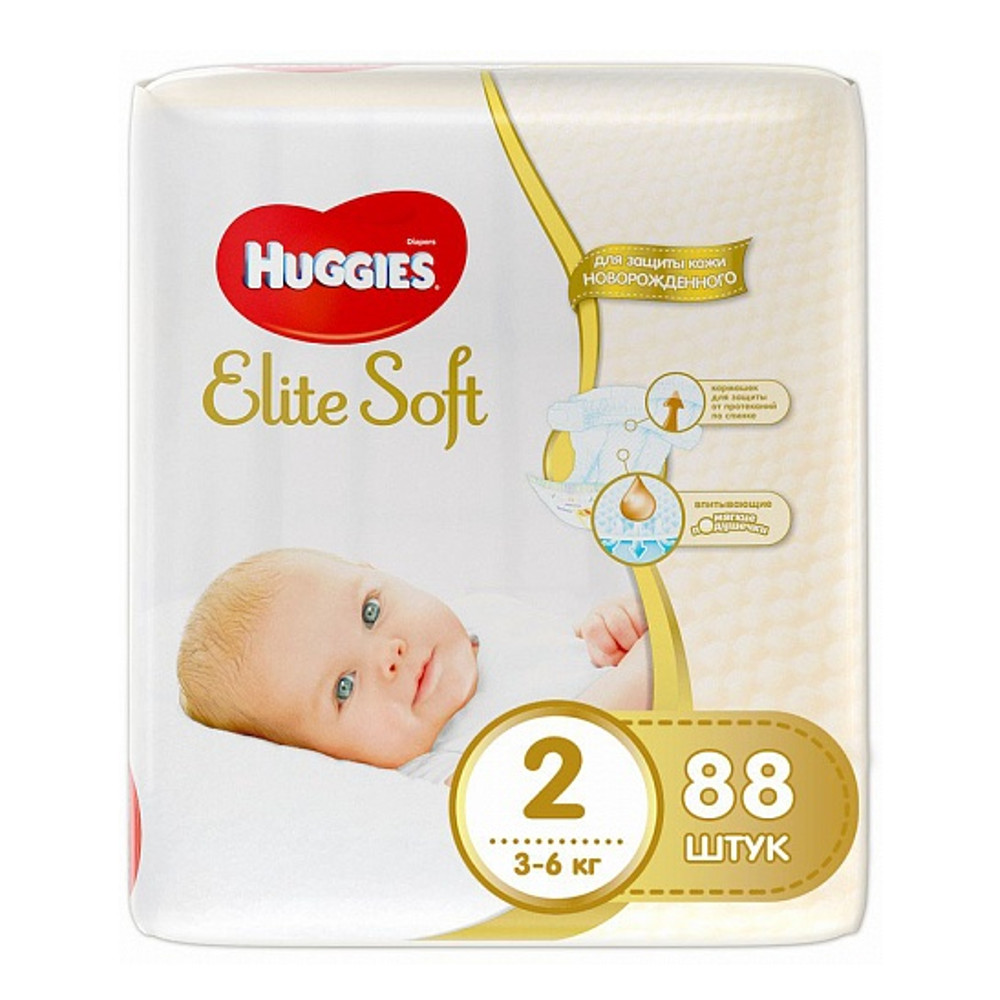 Diapers
HUGGIES
Elite Soft
для защиты кожи
НОВОРОЖДЕННОГО
кармашек
для защиты
от протеканий
по спинке
впитывающие
мягкие
подушечки
2
3-6 кг
88
ШТУК